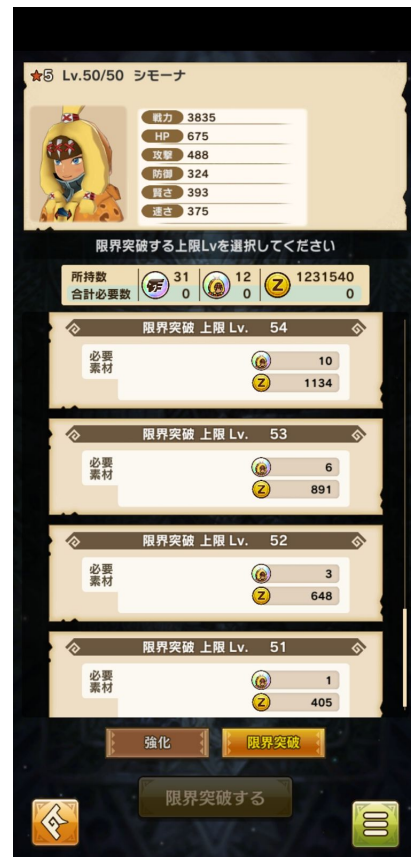 ★5 Lv.50/50 シモーナ
戦力 3835
HP 675
攻撃 488
防御 324
賢さ 393
速さ 375
限界突破する上限Lvを選択してください
所持数 31 12 Z 1231540
合計必要数 0 0 0
限界突破 上限 Lv. 54
必要
素材
10
Z 1134
限界突破 上限 Lv. 53
必要
素材
6
Z 891
限界突破 上限 Lv. 52
必要
素材
3
Z 648
限界突破 上限 Lv. 51
必要
素材
1
Z 405
強化 限界突破
限界突破する